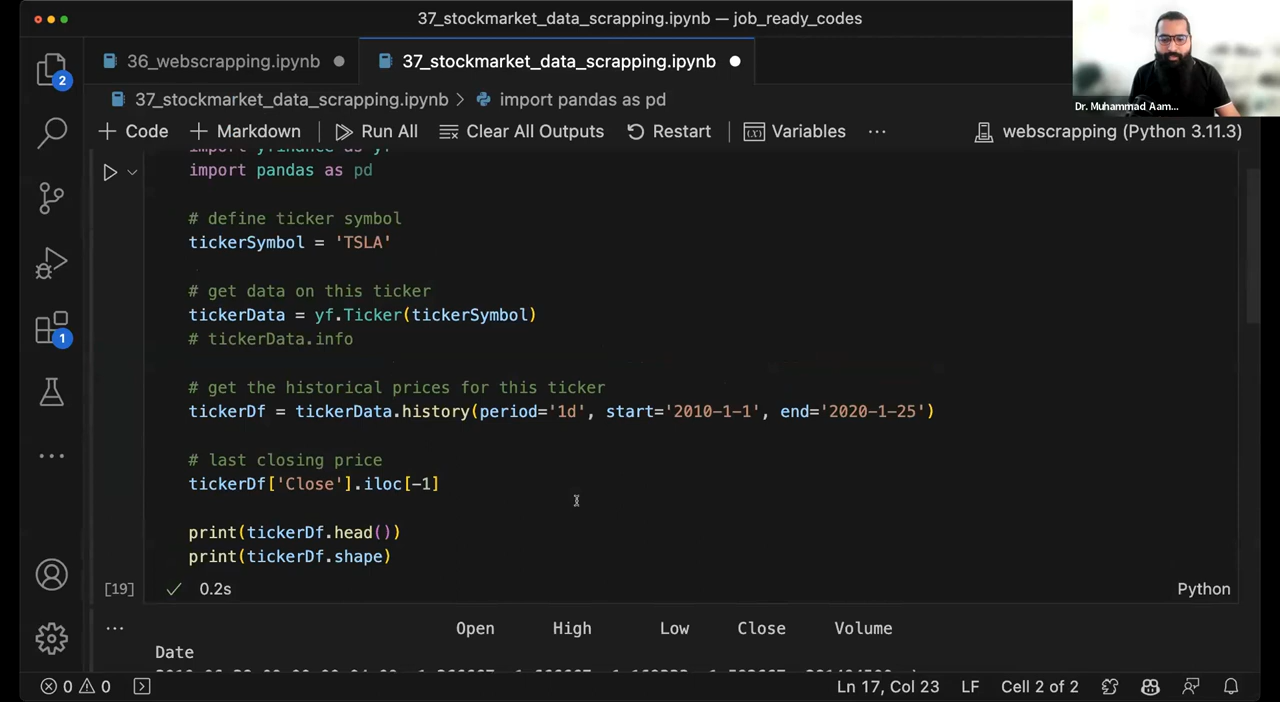 37_stockmarket_data_scrapping.ipynb — job_ready_codes
36_webscrapping.ipynb
37_stockmarket_data_scrapping.ipynb
Dr. Muhammad Aam...
2
37_stockmarket_data_scrapping.ipynb > import pandas as pd
+ Code + Markdown Run All Clear All Outputs Restart Variables ... webscrapping (Python 3.11.3)
import yfinance as yf
import pandas as pd
# define ticker symbol
tickerSymbol = 'TSLA'
# get data on this ticker
tickerData = yf.Ticker(tickerSymbol)
# tickerData.info
1
# get the historical prices for this ticker
tickerDf = tickerData.history(period='1d', start='2010-1-1', end='2020-1-25')
# last closing price
tickerDf['Close'].iloc[-1]
print(tickerDf.head())
print(tickerDf.shape)
[19] 0.2s Python
... Open High Low Close Volume
Date
0 0 Ln 17, Col 23 LF Cell 2 of 2